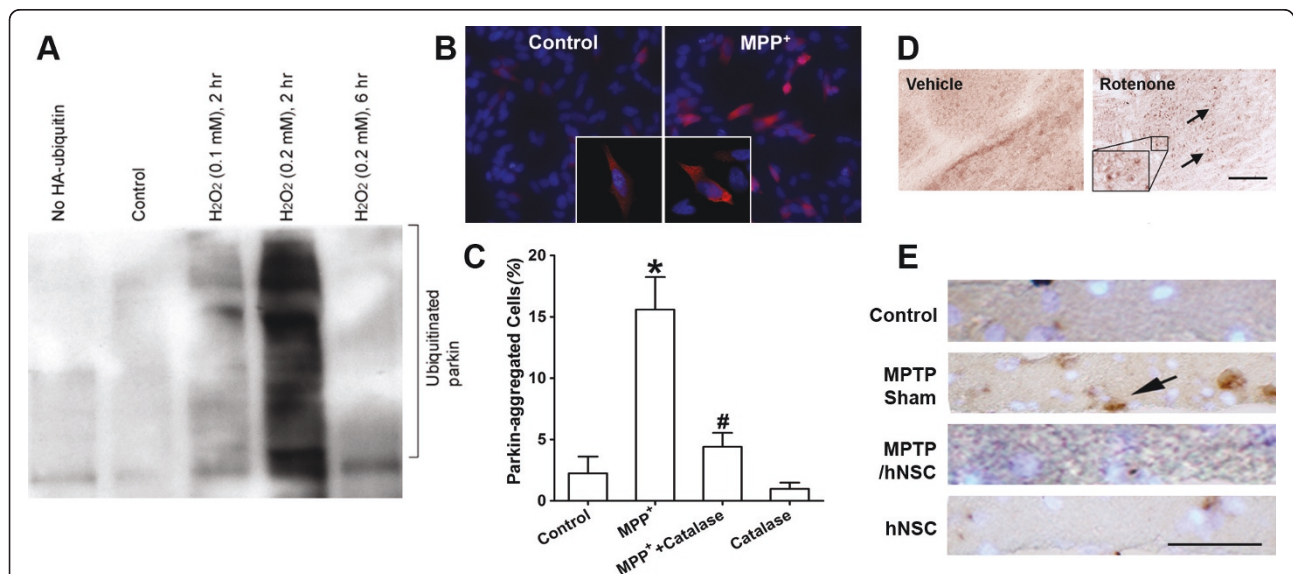 A
No HA-ubiquitin
Control
H2O2 (0.1 mM), 2 hr
H2O2 (0.2 mM), 2 hr
H2O2 (0.2 mM), 6 hr
Ubiquitinated
parkin
B
Control
MPP+
C
Parkin-aggregated Cells(%)
20
15
10
5
0
*
#
Control
MPP+
MPP++Catalase
Catalase
D
Vehicle
Rotenone
E
Control
MPTP
Sham
MPTP
/hNSC
hNSC